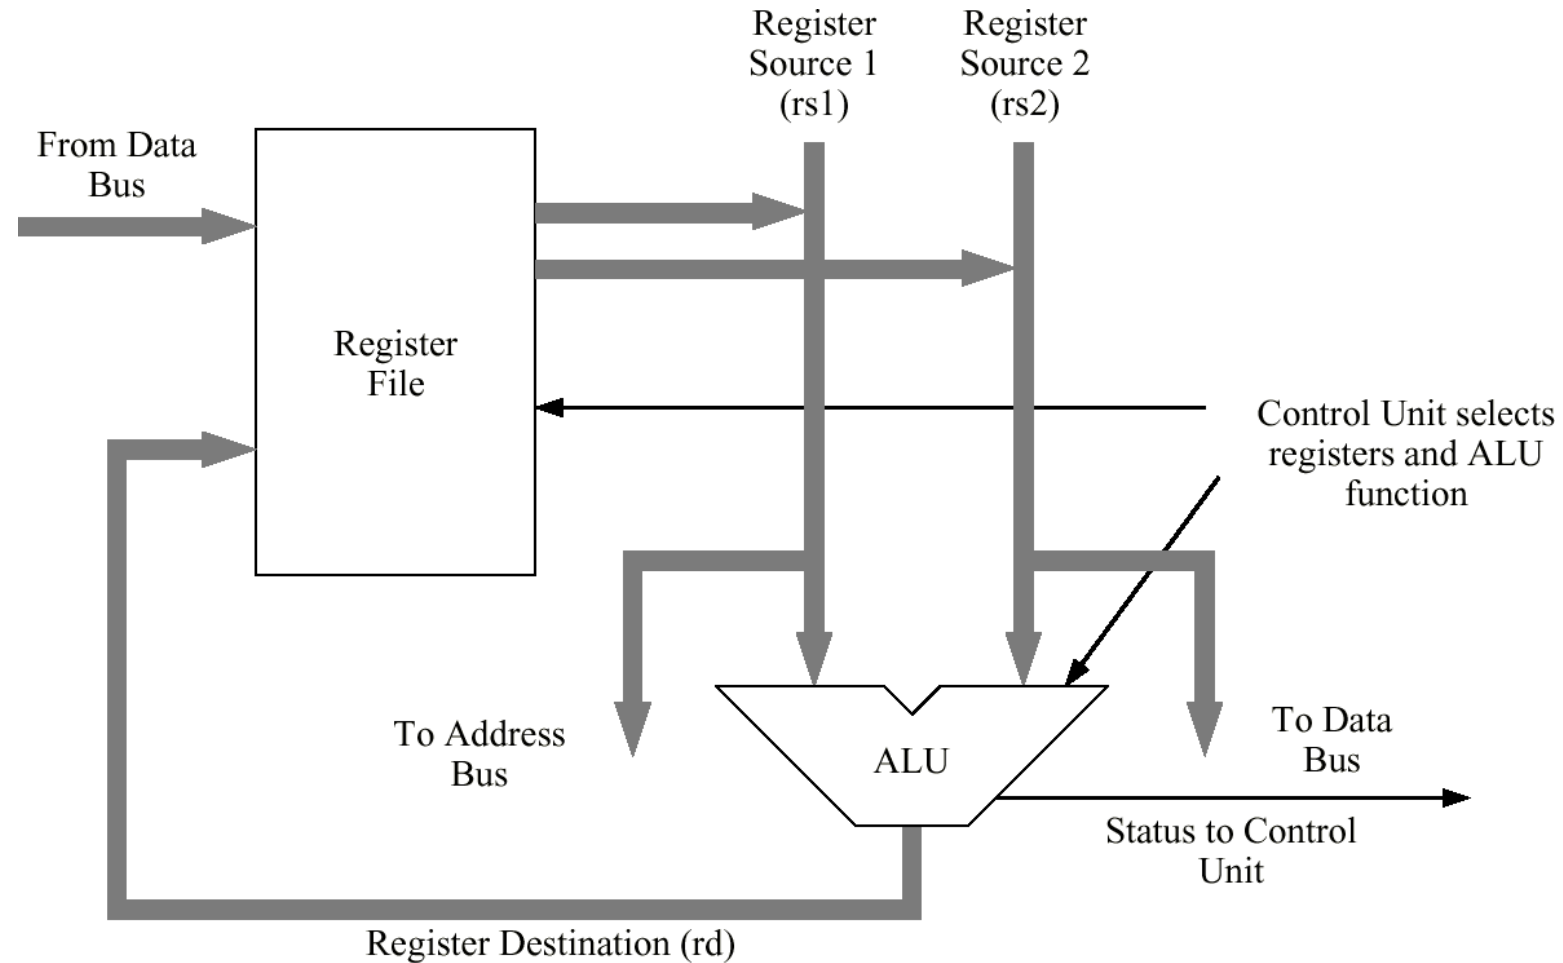 Register
Source 1
(rs1)
Register
Source 2
(rs2)
From Data
Bus
Register
File
Control Unit selects
registers and ALU
function
To Address
Bus
ALU
To Data
Bus
Status to Control
Unit
Register Destination (rd)